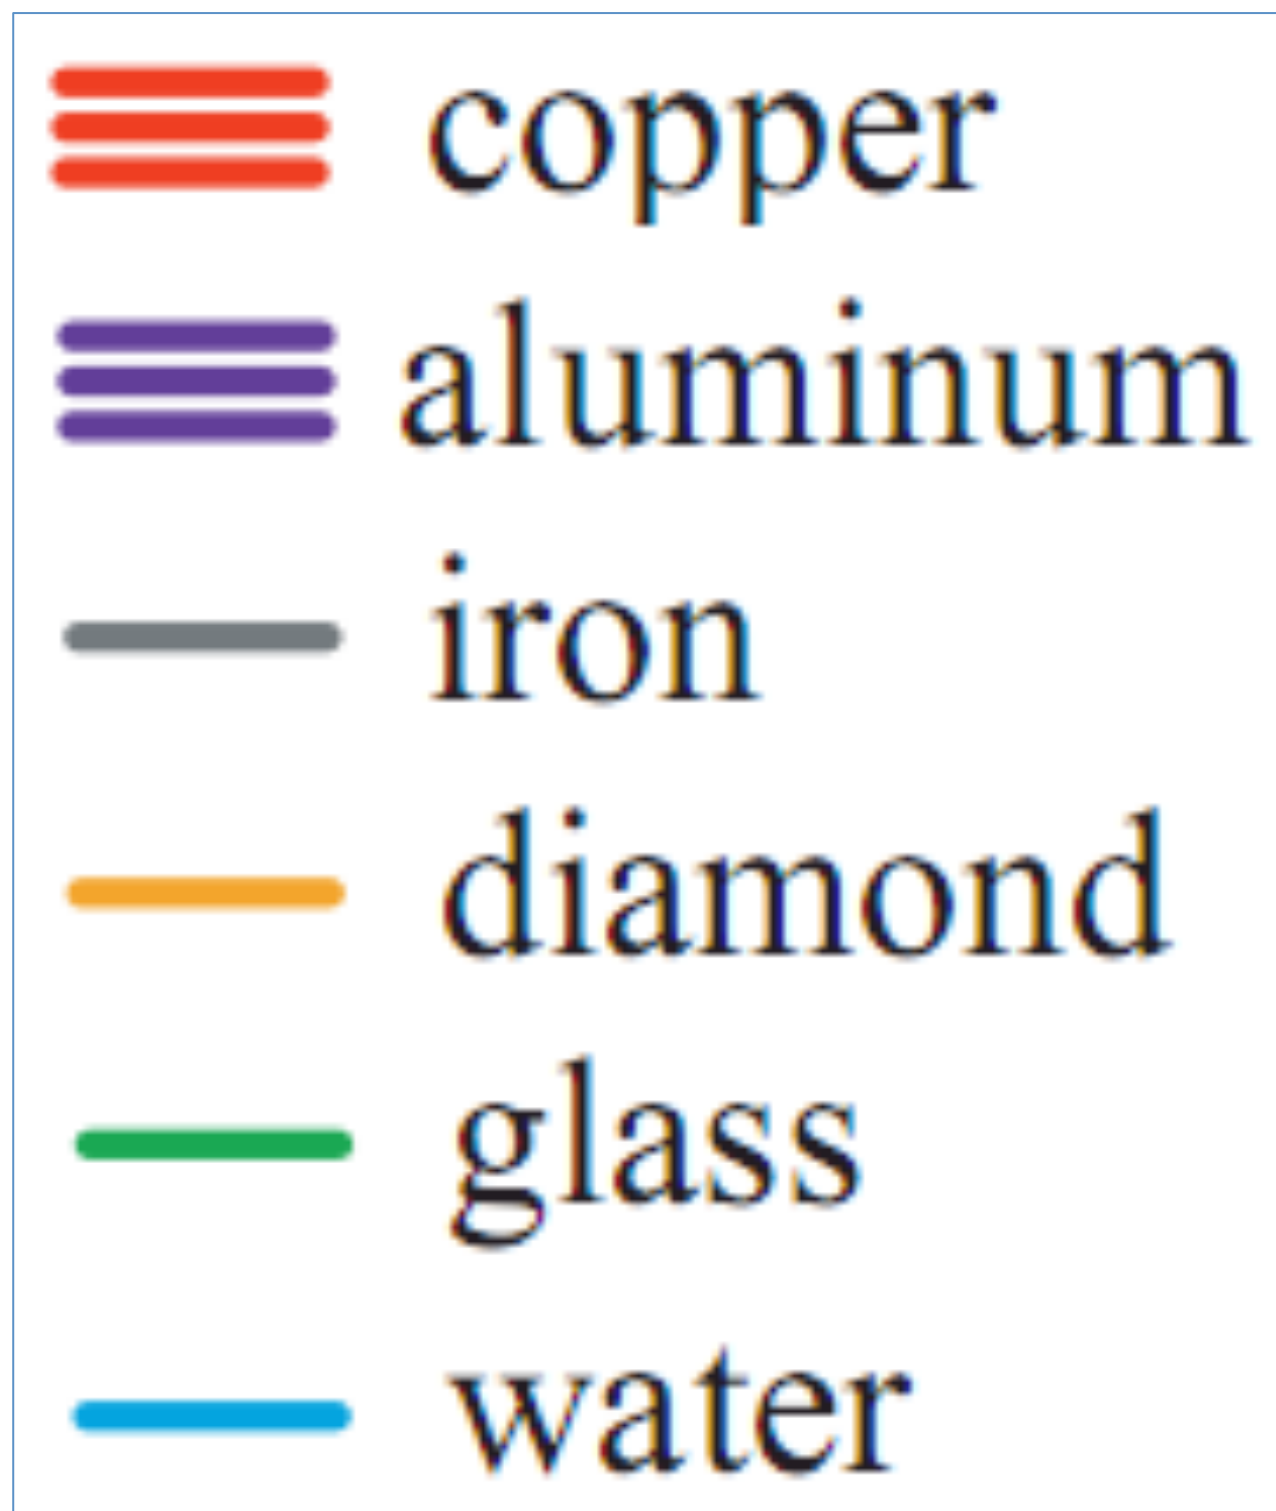 copper
aluminum
iron
diamond
glass
water